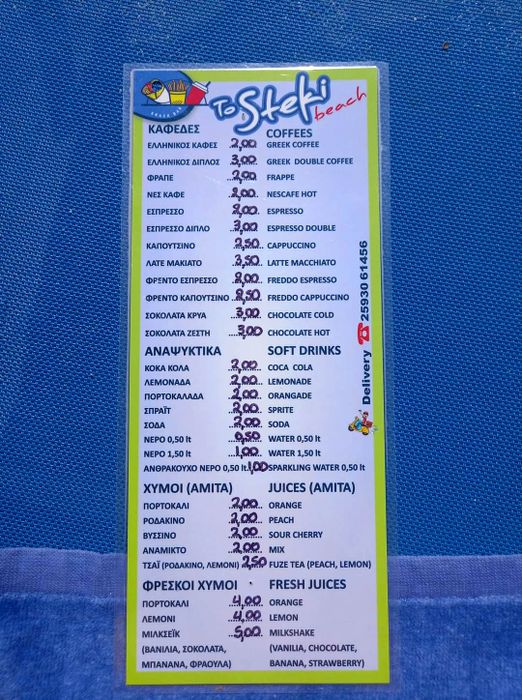 To Steki beach
ΚΑΦΕΔΕΣ COFFEES
ΕΛΛΗΝΙΚΟΣ ΚΑΦΕΣ 2,00 GREEK COFFEE
ΕΛΛΗΝΙΚΟΣ ΔΙΠΛΟΣ 3,00 GREEK DOUBLE COFFEE
ΦΡΑΠΕ 2,00 FRAPPE
ΝΕΣ ΚΑΦΕ 2,00 NESCAFE HOT
ΕΣΠΡΕΣΣΟ 2,00 ESPRESSO
ΕΣΠΡΕΣΣΟ ΔΙΠΛΟ 3,00 ESPRESSO DOUBLE
ΚΑΠΟΥΤΣΙΝΟ 2,50 CAPPUCCINO
ΛΑΤΕ ΜΑΚΙΑΤΟ 3,50 LATTE MACCHIATO
ΦΡΕΝΤΟ ΕΣΠΡΕΣΣΟ 2,00 FREDDO ESPRESSO
ΦΡΕΝΤΟ ΚΑΠΟΥΤΣΙΝΟ 2,50 FREDDO CAPPUCCINO
ΣΟΚΟΛΑΤΑ ΚΡΥΑ 3,00 CHOCOLATE COLD
ΣΟΚΟΛΑΤΑ ΖΕΣΤΗ 3,00 CHOCOLATE HOT
Delivery ☎ 25930 61456
ΑΝΑΨΥΚΤΙΚΑ SOFT DRINKS
ΚΟΚΑ ΚΟΛΑ 2,00 COCA COLA
ΛΕΜΟΝΑΔΑ 2,00 LEMONADE
ΠΟΡΤΟΚΑΛΑΔΑ 2,00 ORANGADE
ΣΠΡΑΪΤ 2,00 SPRITE
ΣΟΔΑ 2,00 SODA
ΝΕΡΟ 0,50 lt 0,50 WATER 0,50 lt
ΝΕΡΟ 1,50 lt 1,00 WATER 1,50 lt
ΑΝΘΡΑΚΟΥΧΟ ΝΕΡΟ 0,50 lt. 1,00 SPARKLING WATER 0,50 lt
ΧΥΜΟΙ (ΑΜΙΤΑ) JUICES (AMITA)
ΠΟΡΤΟΚΑΛΙ 2,00 ORANGE
ΡΟΔΑΚΙΝΟ 2,00 PEACH
ΒΥΣΣΙΝΟ 2,00 SOUR CHERRY
ΑΝΑΜΙΚΤΟ 2,00 MIX
ΤΣΑΪ (ΡΟΔΑΚΙΝΟ, ΛΕΜΟΝΙ) 2,50 FUZE TEA (PEACH, LEMON)
ΦΡΕΣΚΟΙ ΧΥΜΟΙ FRESH JUICES
ΠΟΡΤΟΚΑΛΙ 4,00 ORANGE
ΛΕΜΟΝΙ 4,00 LEMON
ΜΙΛΚΣΕΪΚ 5,00 MILKSHAKE
(ΒΑΝΙΛΙΑ, ΣΟΚΟΛΑΤΑ, (VANILIA, CHOCOLATE,
ΜΠΑΝΑΝΑ, ΦΡΑΟΥΛΑ) BANANA, STRAWBERRY)